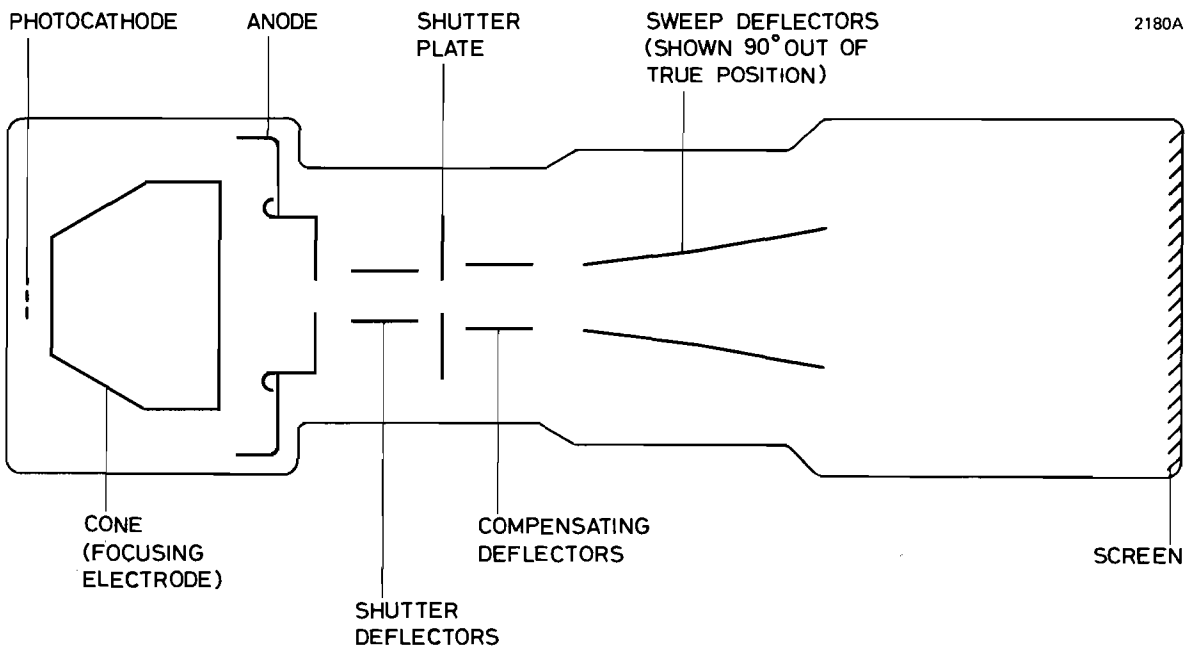 PHOTOCATHODE
ANODE
SHUTTER
PLATE
SWEEP DEFLECTORS
(SHOWN 90° OUT OF
TRUE POSITION)
2180A
CONE
(FOCUSING
ELECTRODE)
SHUTTER
DEFLECTORS
COMPENSATING
DEFLECTORS
SCREEN